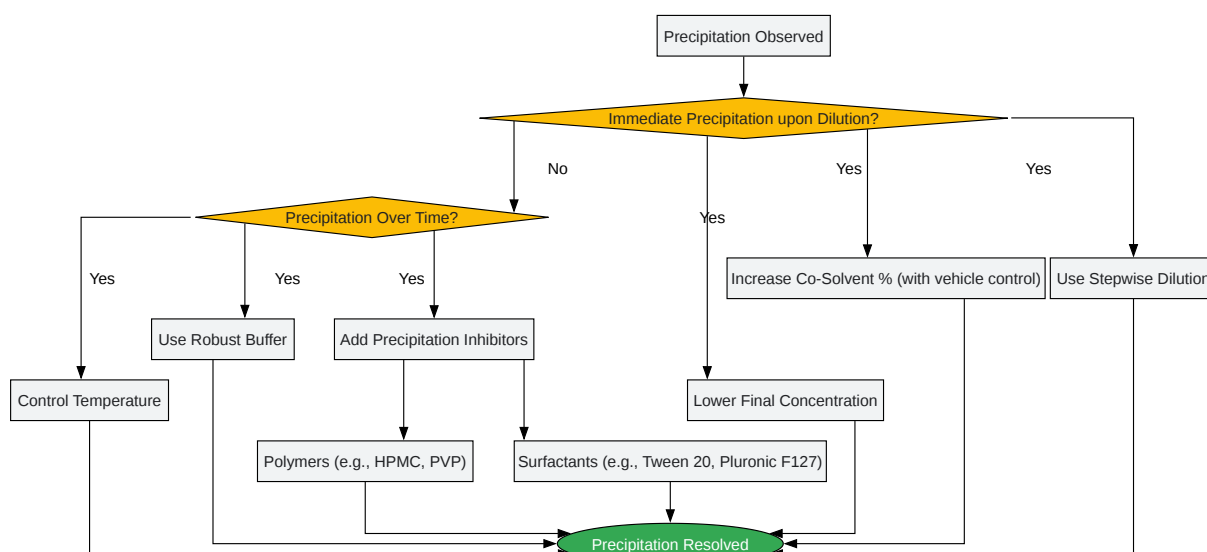 Precipitation Observed
Immediate Precipitation upon Dilution?
No
Yes
Yes
Yes
Precipitation Over Time?
Yes
Yes
Yes
Increase Co-Solvent % (with vehicle control)
Use Stepwise Dilution
Use Robust Buffer
Add Precipitation Inhibitors
Control Temperature
Lower Final Concentration
Polymers (e.g., HPMC, PVP)
Surfactants (e.g., Tween 20, Pluronic F127)
Precipitation Resolved